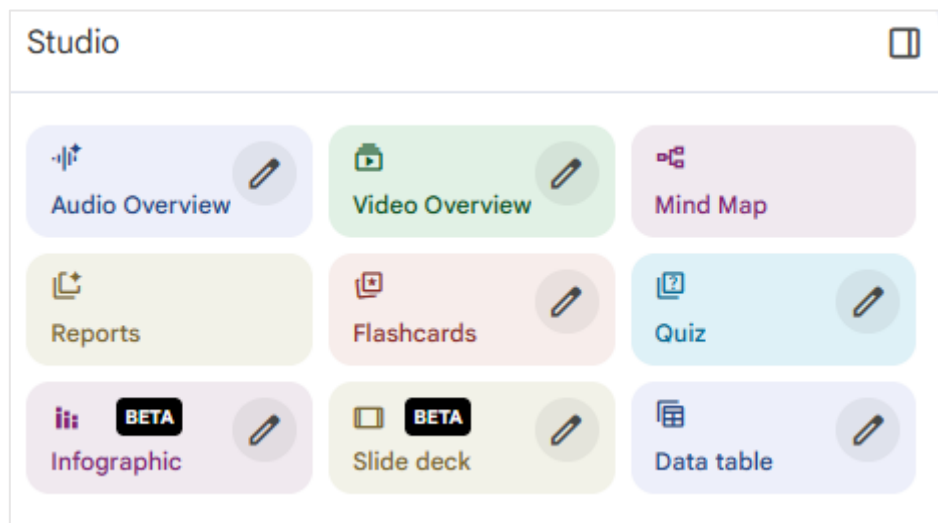 Studio
Audio Overview
Video Overview
Mind Map
Reports
Flashcards
Quiz
BETA
Infographic
BETA
Slide deck
Data table